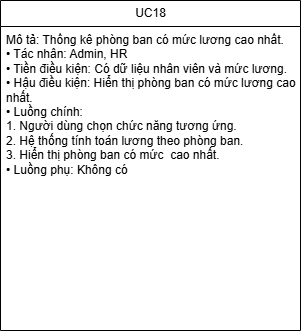 UC18
Mô tả: Thống kê phòng ban có mức lương cao nhất.
• Tác nhân: Admin, HR
• Tiền điều kiện: Có dữ liệu nhân viên và mức lương.
• Hậu điều kiện: Hiển thị phòng ban có mức lương cao
nhất.
• Luồng chính:
1. Người dùng chọn chức năng tương ứng.
2. Hệ thống tính toán lương theo phòng ban.
3. Hiển thị phòng ban có mức  cao nhất.
• Luồng phụ: Không có